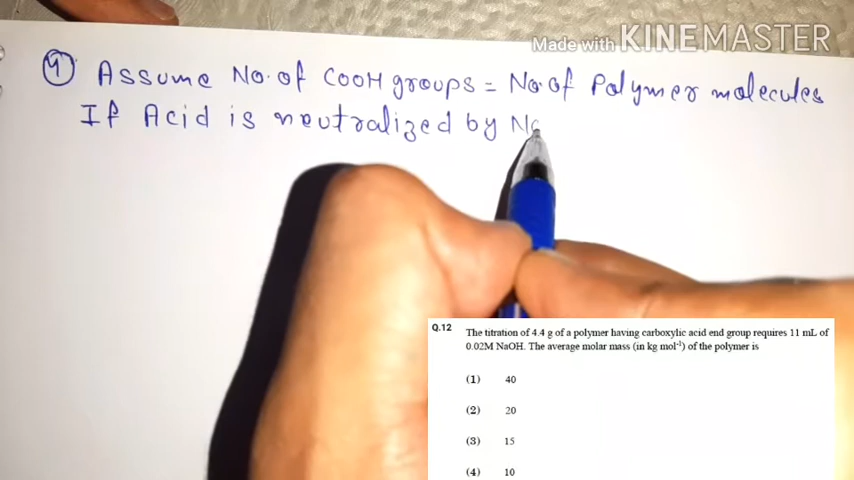 Made with KINEMASTER
9) Assume No. of COOH groups = No. of Polymer molecules
If Acid is neutralized by Na
Q.12 The titration of 4.4 g of a polymer having carboxylic acid end group requires 11 mL of
0.02M NaOH. The average molar mass (in kg mol⁻¹) of the polymer is
(1) 40
(2) 20
(3) 15
(4) 10